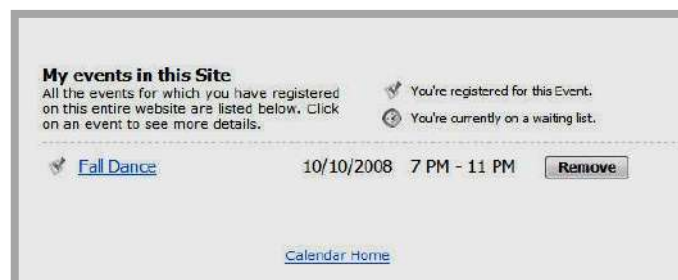 My events in this Site
All the events for which you have registered
on this entire website are listed below. Click
on an event to see more details.
You're registered for this Event.
You're currently on a waiting list.
Fall Dance 10/10/2008 7 PM - 11 PM Remove
Calendar Home